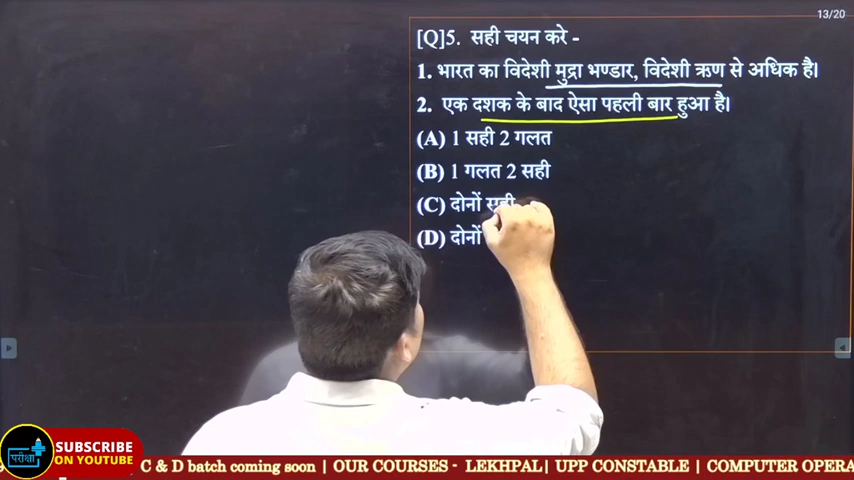 13/20
[Q]5. सही चयन करे -
1. भारत का विदेशी मुद्रा भण्डार, विदेशी ऋण से अधिक है।
2. एक दशक के बाद ऐसा पहली बार हुआ है।
(A) 1 सही 2 गलत
(B) 1 गलत 2 सही
(C) दोनों सही
(D) दोनों
परीक्षा
SUBSCRIBE
ON YOUTUBE
C & D batch coming soon | OUR COURSES - LEKHPAL| UPP CONSTABLE | COMPUTER OPERA